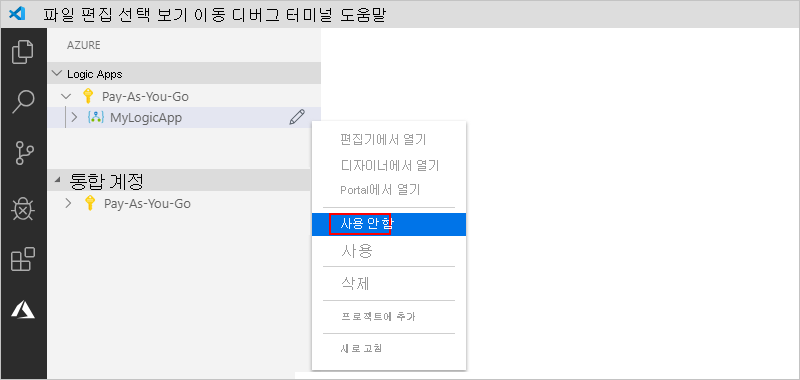 파일 편집 선택 보기 이동 디버그 터미널 도움말
AZURE
Logic Apps
Pay-As-You-Go
MyLogicApp
통합 계정
Pay-As-You-Go
편집기에서 열기
디자이너에서 열기
Portal에서 열기
사용 안 함
사용
삭제
프로젝트에 추가
새로 고침